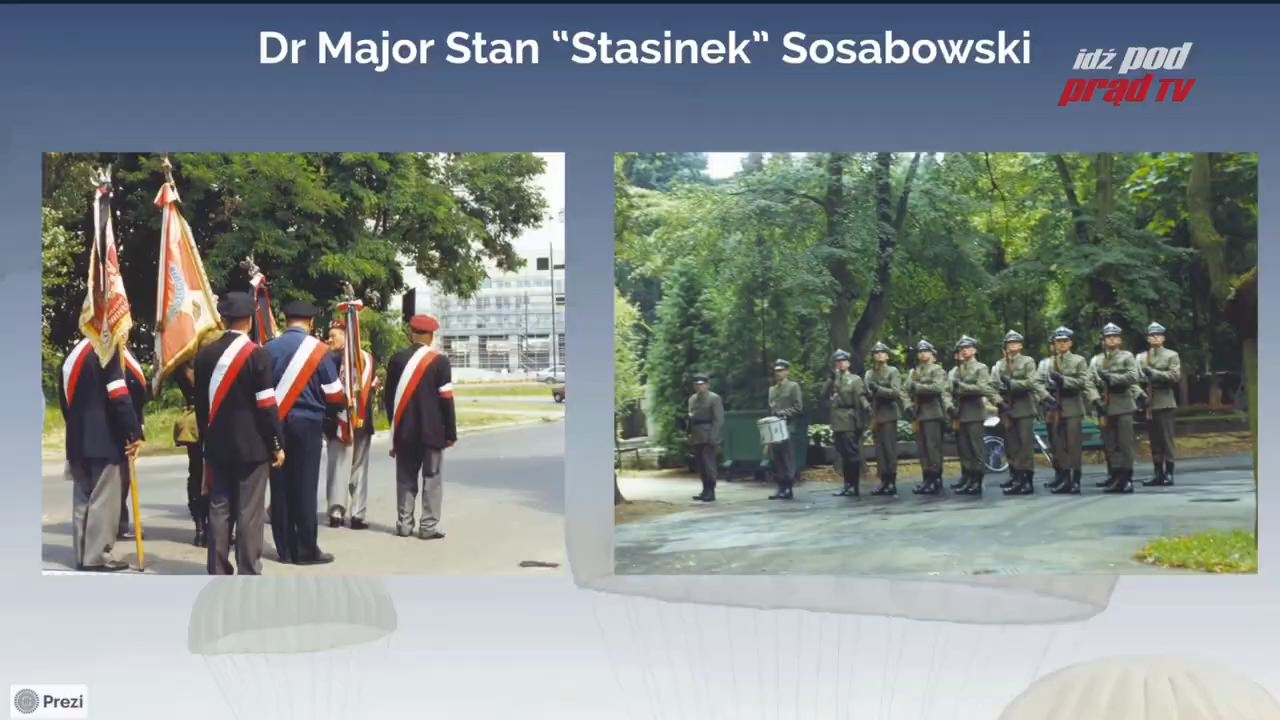 Dr Major Stan “Stasinek” Sosabowski
idź pod
prąd TV
Prezi